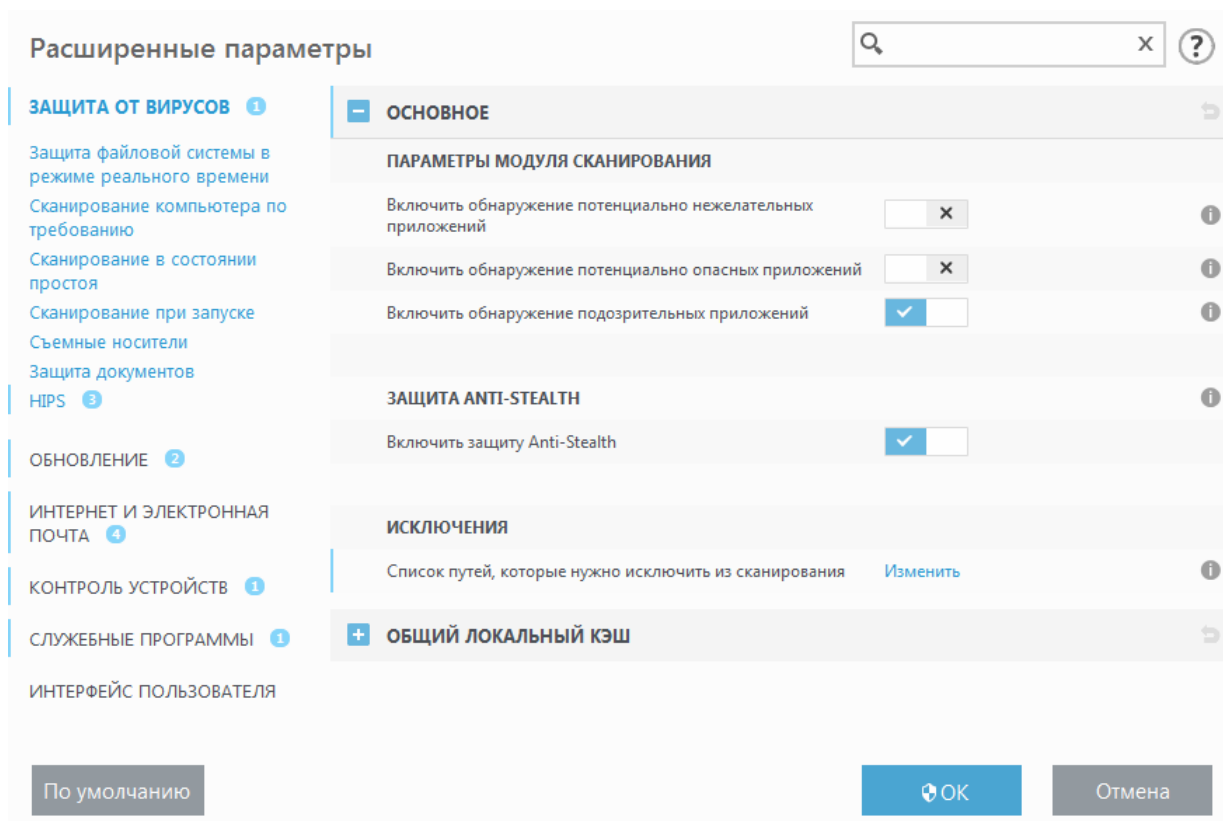 Расширенные параметры
x
?
ЗАЩИТА ОТ ВИРУСОВ 1
Защита файловой системы в
режиме реального времени
Сканирование компьютера по
требованию
Сканирование в состоянии
простоя
Сканирование при запуске
Съемные носители
Защита документов
HIPS 3
ОБНОВЛЕНИЕ 2
ИНТЕРНЕТ И ЭЛЕКТРОННАЯ
ПОЧТА 4
КОНТРОЛЬ УСТРОЙСТВ 1
СЛУЖЕБНЫЕ ПРОГРАММЫ 1
ИНТЕРФЕЙС ПОЛЬЗОВАТЕЛЯ
ОСНОВНОЕ
ПАРАМЕТРЫ МОДУЛЯ СКАНИРОВАНИЯ
Включить обнаружение потенциально нежелательных
приложений
Включить обнаружение потенциально опасных приложений
Включить обнаружение подозрительных приложений
ЗАЩИТА ANTI-STEALTH
Включить защиту Anti-Stealth
ИСКЛЮЧЕНИЯ
Список путей, которые нужно исключить из сканирования Изменить
ОБЩИЙ ЛОКАЛЬНЫЙ КЭШ
По умолчанию
OK
Отмена